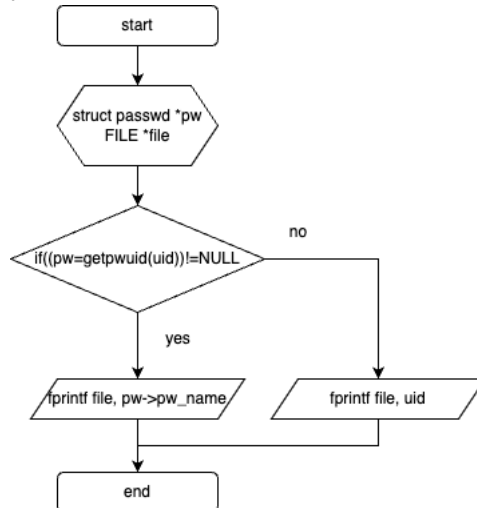 start
struct passwd *pw
FILE *file
if((pw=getpwuid(uid))!=NULL
no
yes
fprintf file, pw->pw_name
fprintf file, uid
end